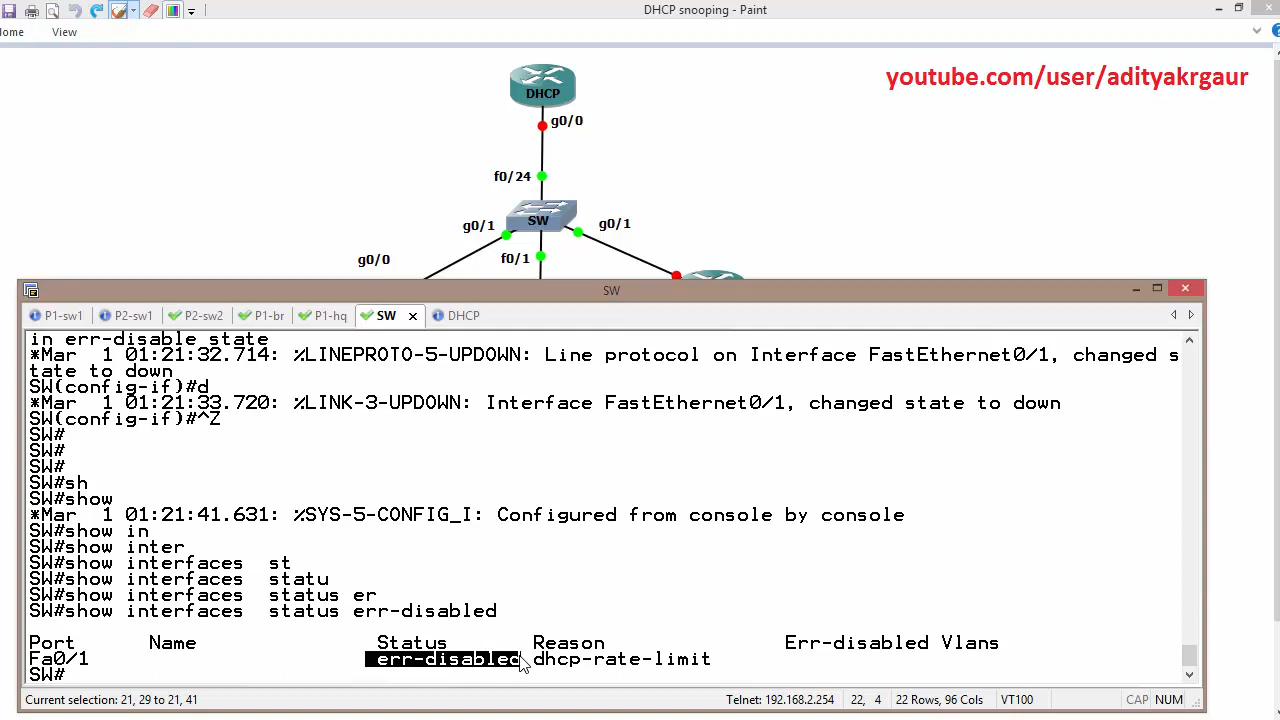 DHCP snooping - Paint
ome View
youtube.com/user/adityakrgaur
DHCP
g0/0
f0/24
g0/1 SW g0/1
f0/1
g0/0
SW
P1-sw1 P2-sw1 P2-sw2 P1-br P1-hq SW DHCP
in err-disable state
*Mar 1 01:21:32.714: %LINEPROTO-5-UPDOWN: Line protocol on Interface FastEthernet0/1, changed s
tate to down
SW(config-if)#d
*Mar 1 01:21:33.720: %LINK-3-UPDOWN: Interface FastEthernet0/1, changed state to down
SW(config-if)#^Z
SW#
SW#
SW#
SW#sh
SW#show
*Mar 1 01:21:41.631: %SYS-5-CONFIG_I: Configured from console by console
SW#show in
SW#show inter
SW#show interfaces st
SW#show interfaces statu
SW#show interfaces status er
SW#show interfaces status err-disabled
Port Name Status Reason Err-disabled Vlans
Fa0/1 err-disabled dhcp-rate-limit
SW#
Current selection: 21, 29 to 21, 41 Telnet: 192.168.2.254 22, 4 22 Rows, 96 Cols VT100 CAP NUM